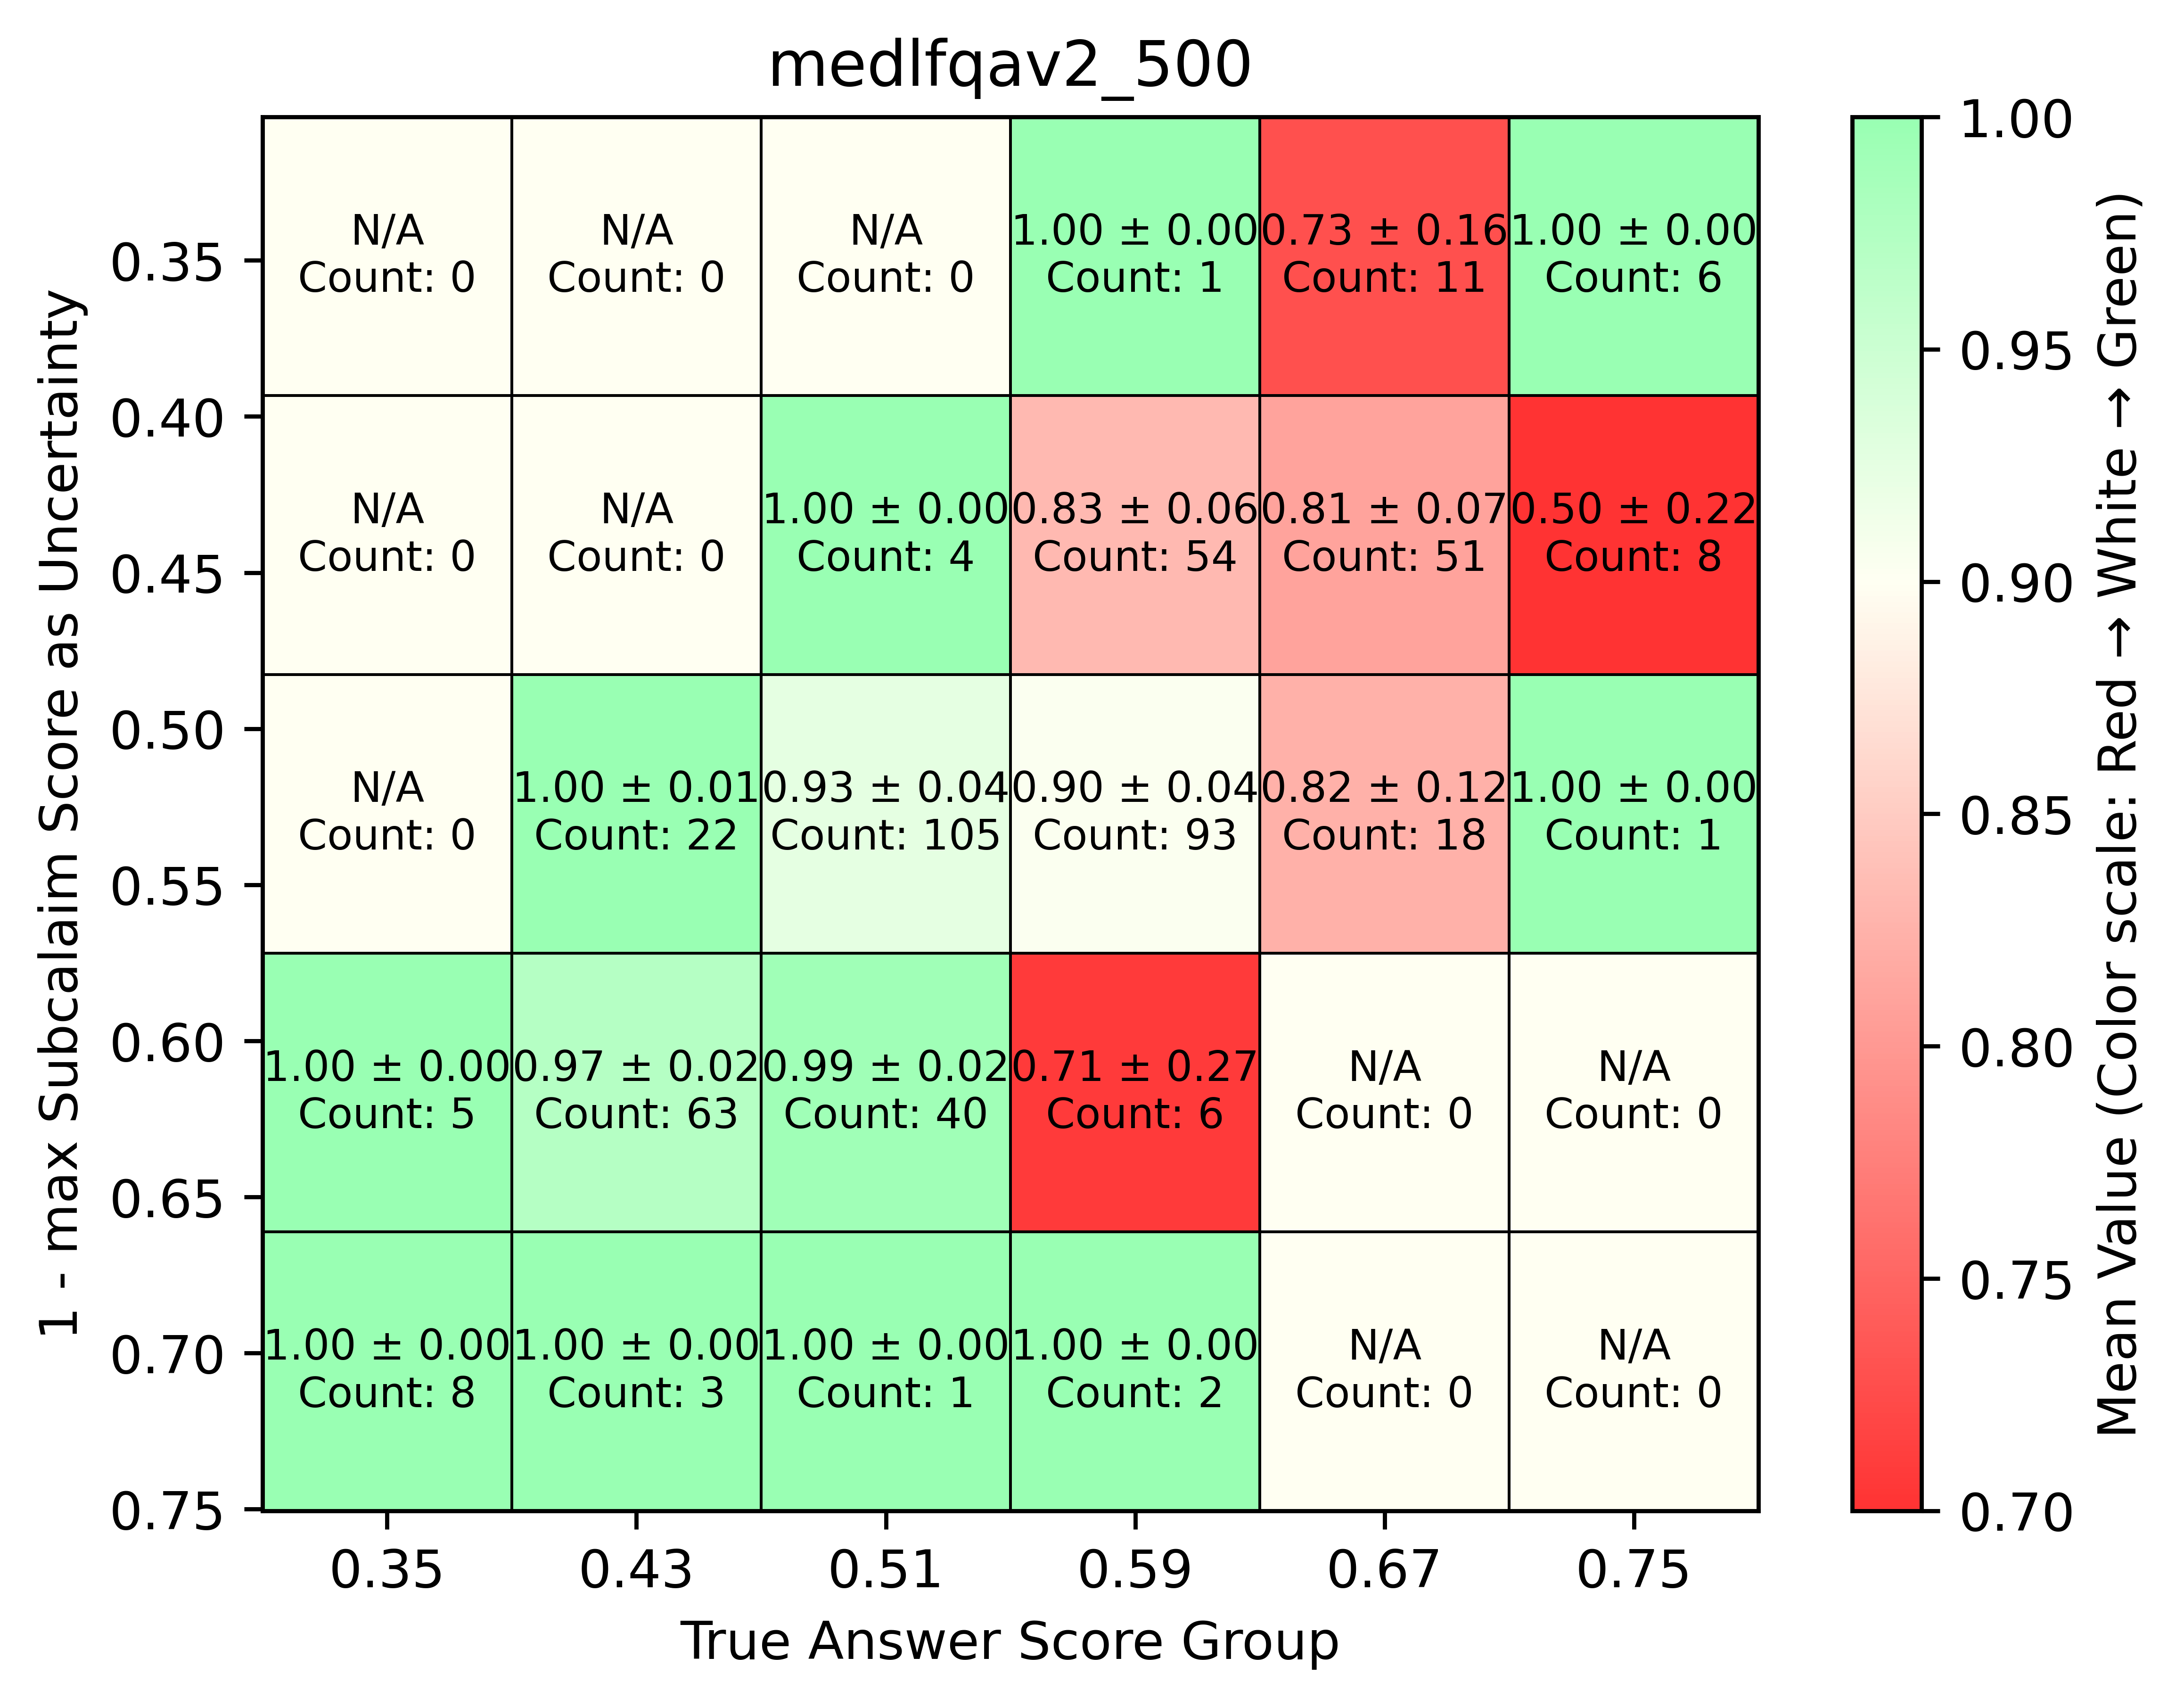 medlfqav2_500
1 - max Subcalaim Score as Uncertainty
0.35
0.40
0.45
0.50
0.55
0.60
0.65
0.70
0.75
N/A
Count: 0
N/A
Count: 0
N/A
Count: 0
1.00 ± 0.00
Count: 1
0.73 ± 0.16
Count: 11
1.00 ± 0.00
Count: 6
N/A
Count: 0
N/A
Count: 0
1.00 ± 0.00
Count: 4
0.83 ± 0.06
Count: 54
0.81 ± 0.07
Count: 51
0.50 ± 0.22
Count: 8
N/A
Count: 0
1.00 ± 0.01
Count: 22
0.93 ± 0.04
Count: 105
0.90 ± 0.04
Count: 93
0.82 ± 0.12
Count: 18
1.00 ± 0.00
Count: 1
1.00 ± 0.00
Count: 5
0.97 ± 0.02
Count: 63
0.99 ± 0.02
Count: 40
0.71 ± 0.27
Count: 6
N/A
Count: 0
N/A
Count: 0
1.00 ± 0.00
Count: 8
1.00 ± 0.00
Count: 3
1.00 ± 0.00
Count: 1
1.00 ± 0.00
Count: 2
N/A
Count: 0
N/A
Count: 0
0.35
0.43
0.51
0.59
0.67
0.75
True Answer Score Group
1.00
0.95
0.90
0.85
0.80
0.75
0.70
Mean Value (Color scale: Red → White → Green)